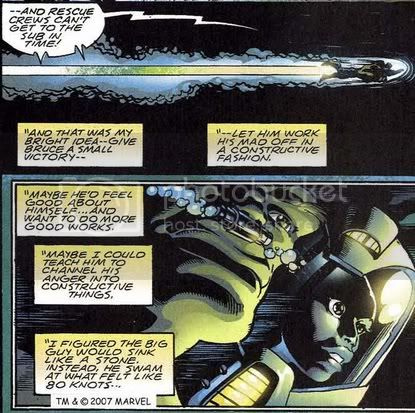 --AND RESCUE
CREWS CAN'T
GET TO THE
SUB IN
TIME!
"AND THAT WAS MY
BRIGHT IDEA--GIVE
BRUCE A SMALL
VICTORY--
"--LET HIM WORK
HIS MAD OFF IN
A CONSTRUCTIVE
FASHION.
"MAYBE HE'D FEEL
GOOD ABOUT
HIMSELF...AND
WANT TO DO MORE
GOOD WORKS.
photobucket
"MAYBE I COULD
TEACH HIM TO
CHANNEL HIS
ANGER INTO
CONSTRUCTIVE
THINGS.
"I FIGURED THE BIG
GUY WOULD SINK
LIKE A STONE.
INSTEAD, HE SWAM
AT WHAT FELT LIKE
80 KNOTS...
TM & © 2007 MARVEL